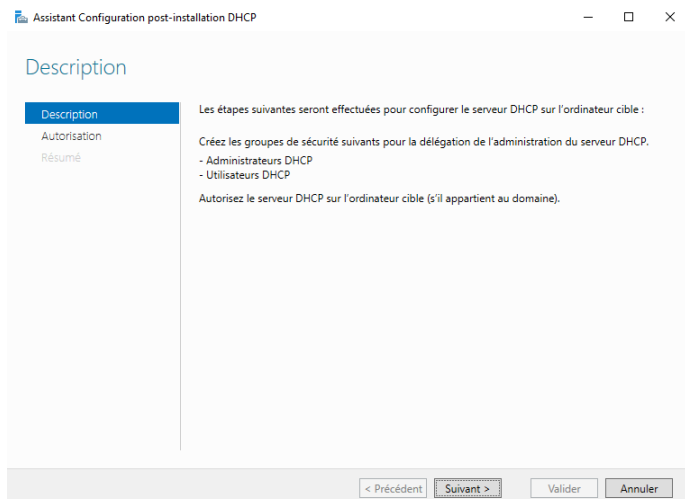 Assistant Configuration post-installation DHCP
Description
Description
Autorisation
Résumé
Les étapes suivantes seront effectuées pour configurer le serveur DHCP sur l'ordinateur cible :
Créez les groupes de sécurité suivants pour la délégation de l'administration du serveur DHCP.
- Administrateurs DHCP
- Utilisateurs DHCP
Autorisez le serveur DHCP sur l'ordinateur cible (s'il appartient au domaine).
< Précédent Suivant > Valider Annuler